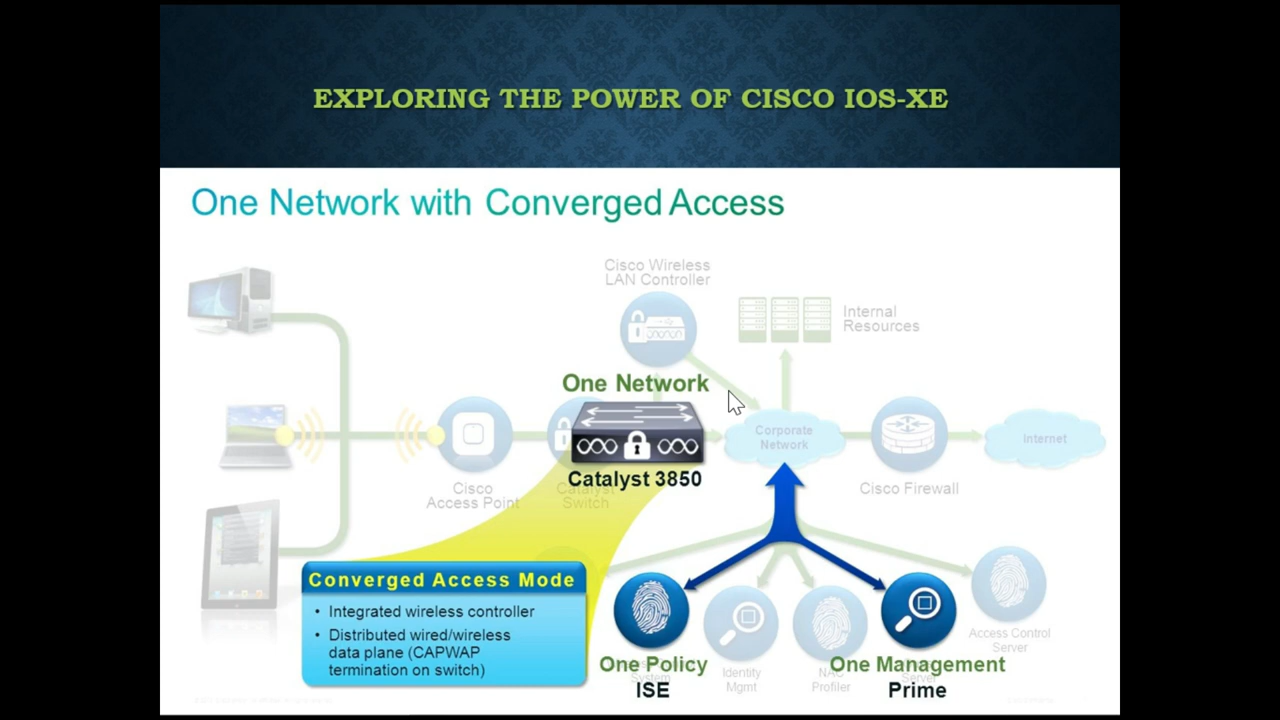 EXPLORING THE POWER OF CISCO IOS-XE
One Network with Converged Access
Cisco Wireless
LAN Controller
Internal
Resources
One Network
Corporate
Network
Internet
Catalyst 3850
Cisco
Access Point
Catalyst
Switch
Cisco Firewall
Converged Access Mode
• Integrated wireless controller
• Distributed wired/wireless
data plane (CAPWAP
termination on switch)
Access Control
Server
One Policy
ISE
System
Identity
Mgmt
NAC
Profiler
One Management
Prime
Server